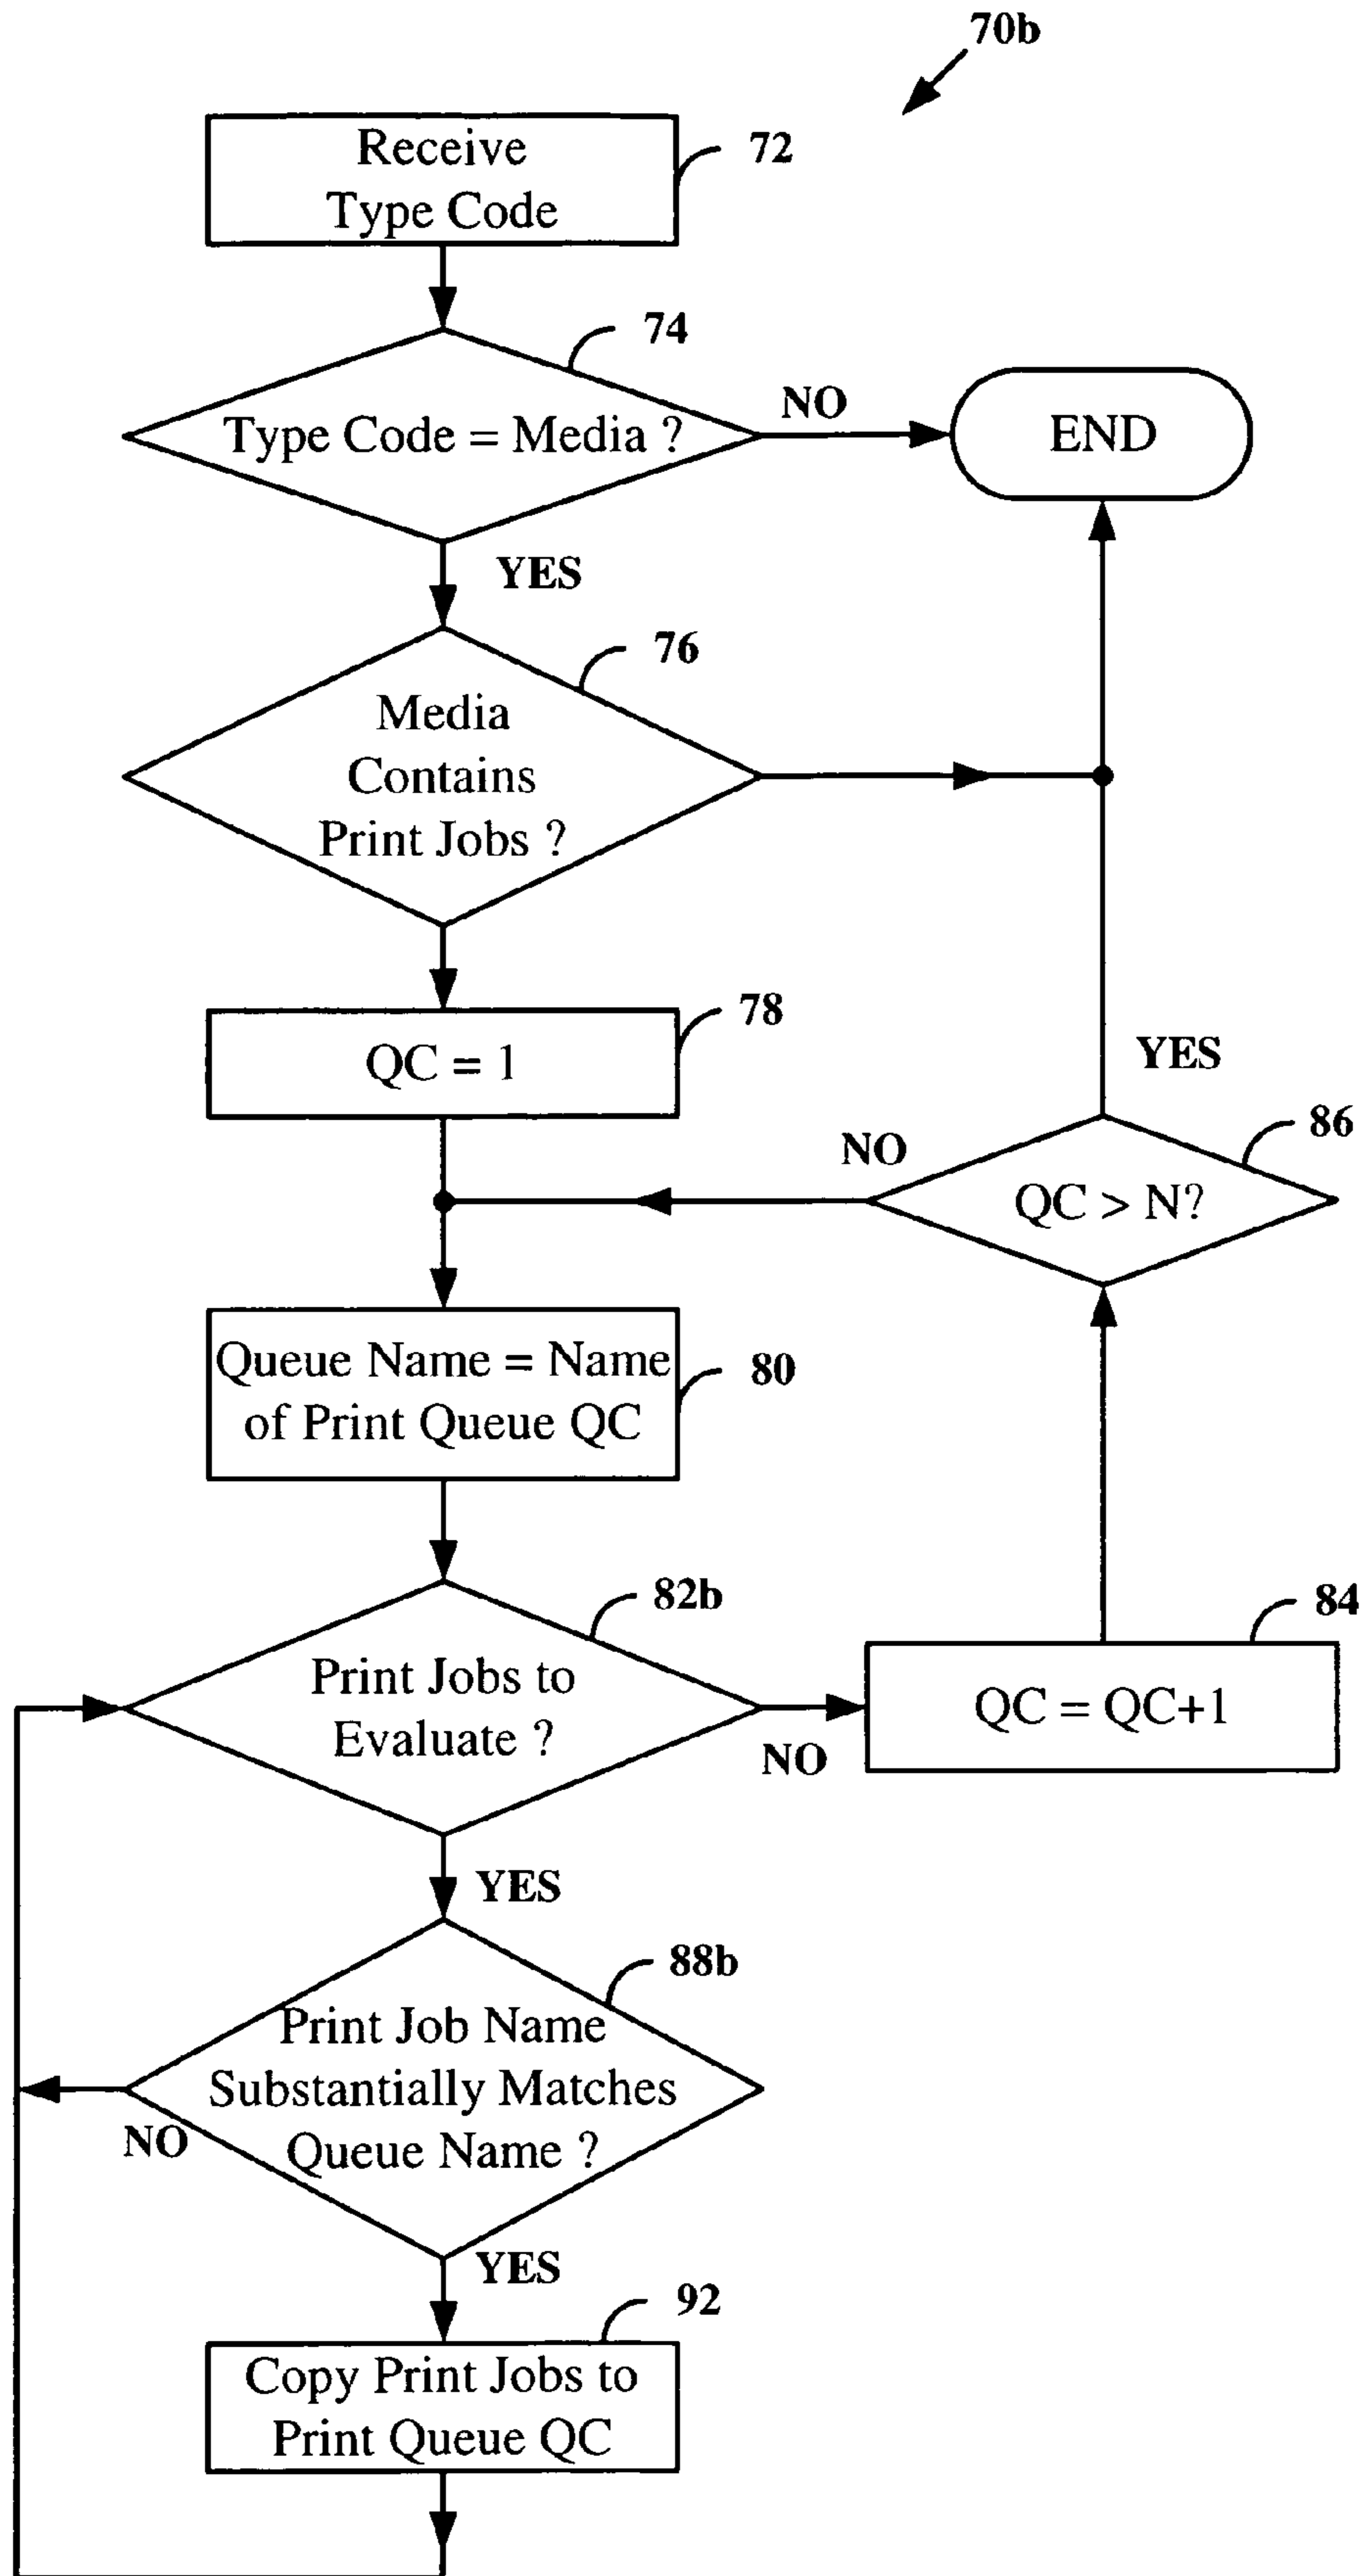 70b
Receive
Type Code
72
74
Type Code = Media ?
NO
END
YES
76
Media
Contains
Print Jobs ?
78
QC = 1
YES
86
NO
QC > N?
Queue Name = Name
of Print Queue QC
80
82b
84
Print Jobs to
Evaluate ?
QC = QC+1
NO
YES
88b
Print Job Name
Substantially Matches
Queue Name ?
NO
YES
92
Copy Print Jobs to
Print Queue QC